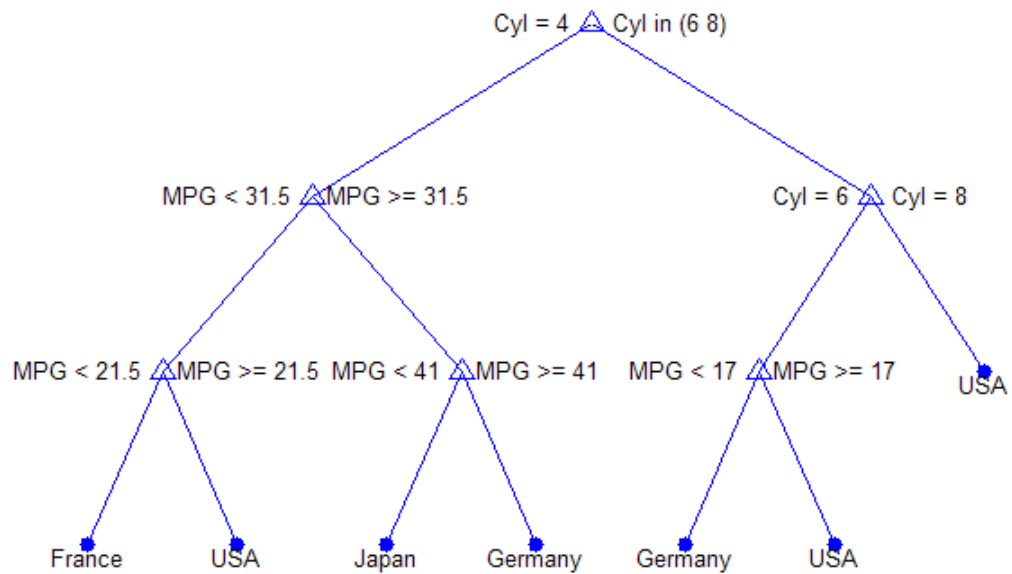 Cyl = 4 Cyl in (6 8)
MPG < 31.5 MPG >= 31.5 Cyl = 6 Cyl = 8
MPG < 21.5 MPG >= 21.5 MPG < 41 MPG >= 41 MPG < 17 MPG >= 17
USA
France USA Japan Germany Germany USA